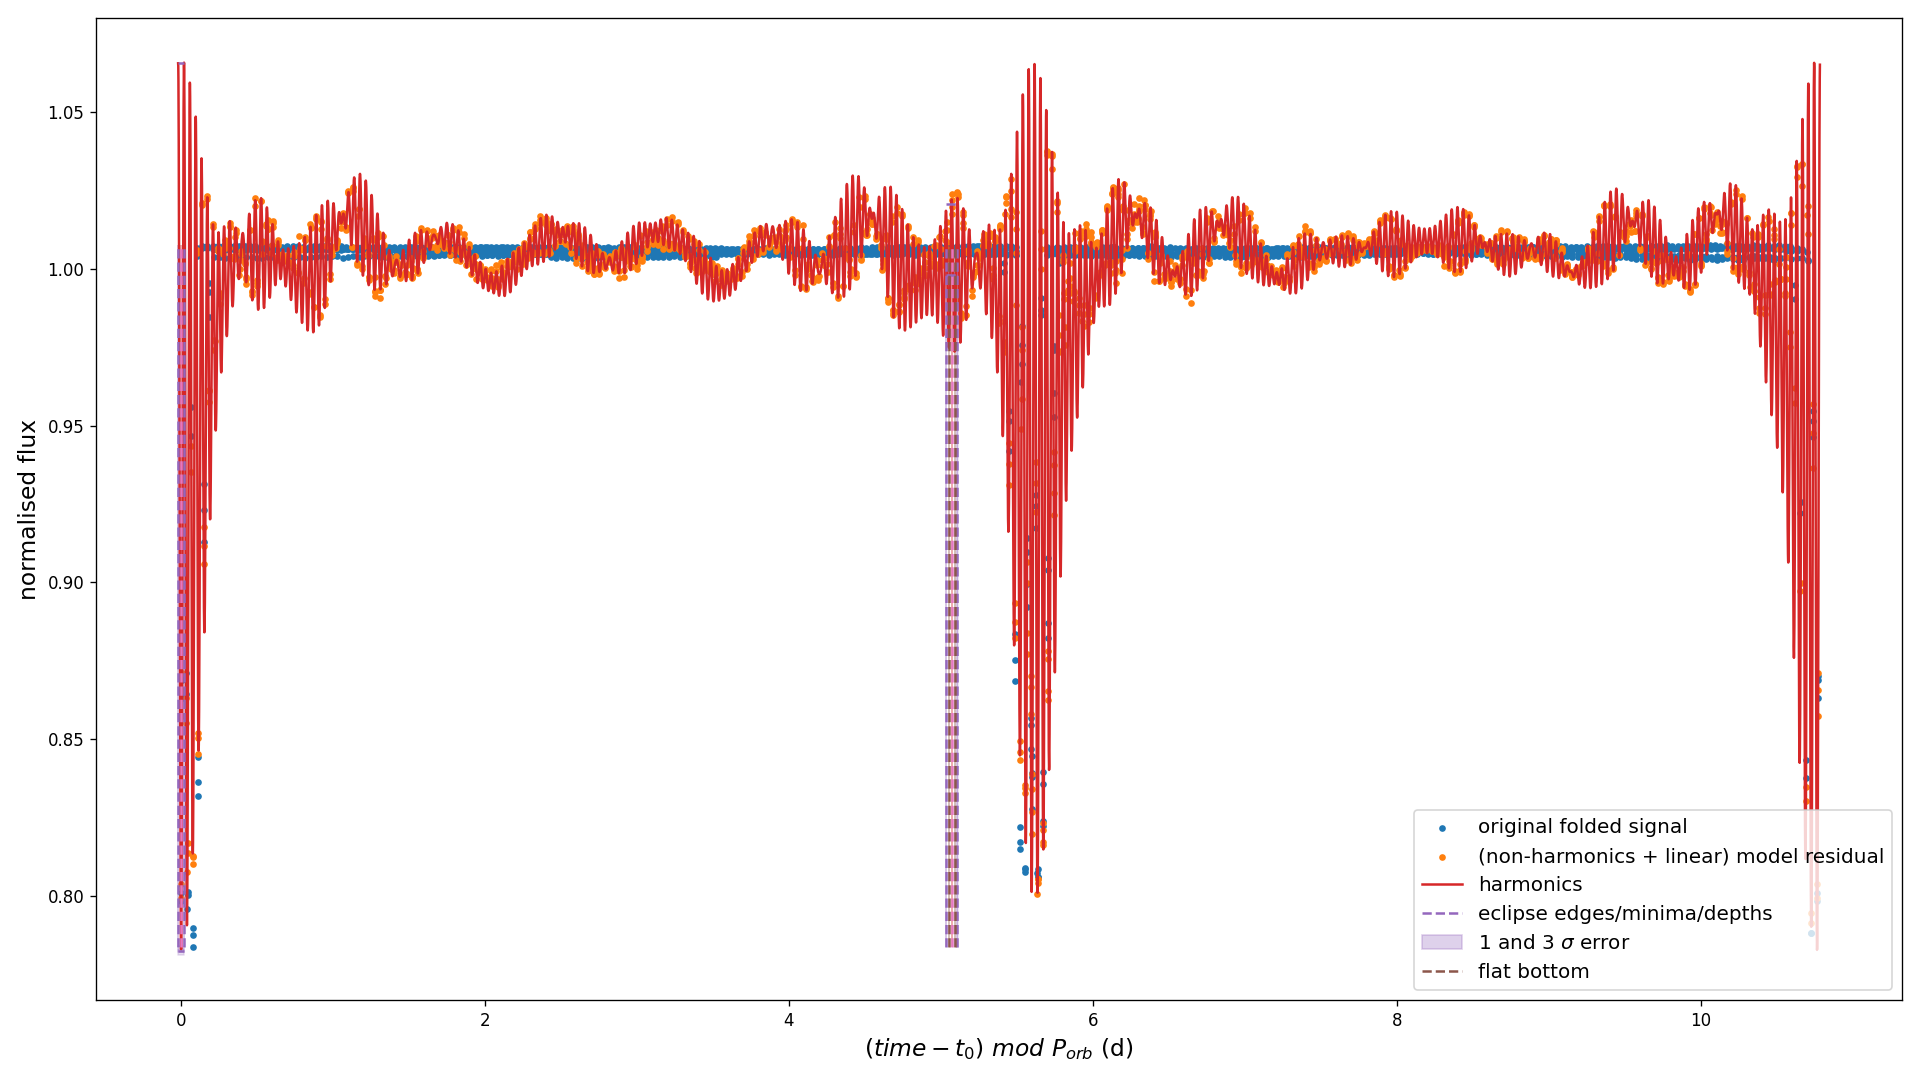 1.05
1.00
0.95
0.90
0.85
0.80
normalised flux
0
2
4
6
8
10
(time − t₀) mod P_orb (d)
original folded signal
(non-harmonics + linear) model residual
harmonics
eclipse edges/minima/depths
1 and 3 σ error
flat bottom